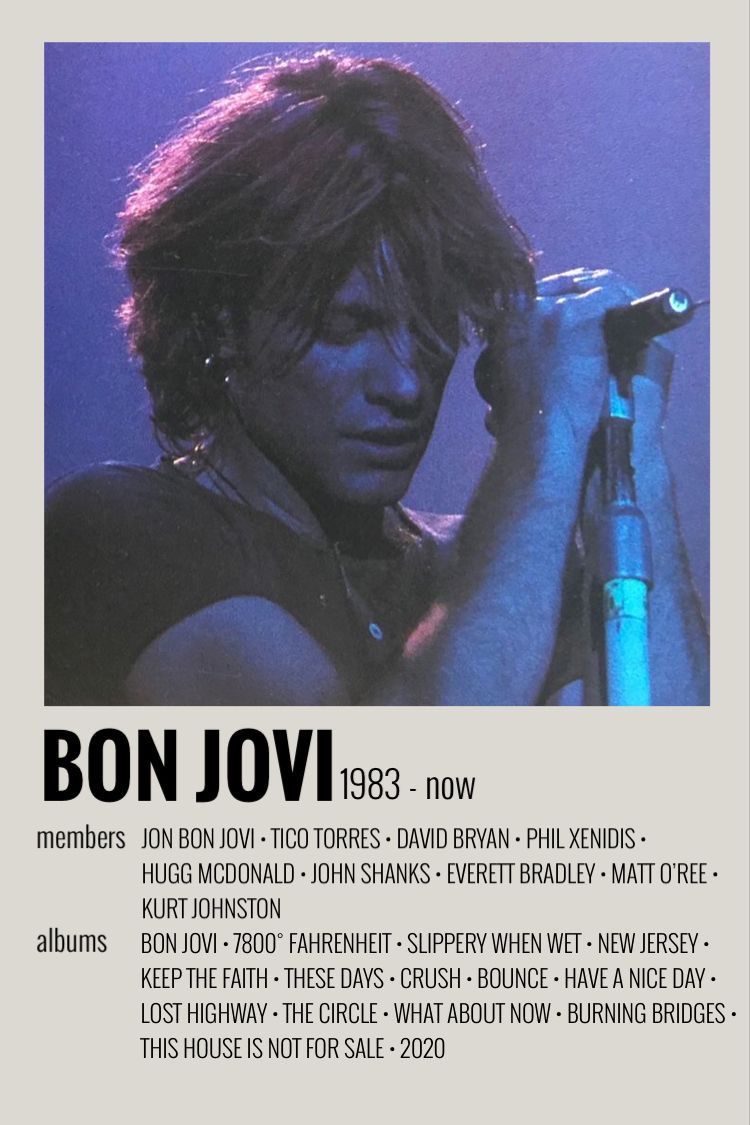 BON JOVI 1983 - now
members JON BON JOVI • TICO TORRES • DAVID BRYAN • PHIL XENIDIS •
HUGG MCDONALD • JOHN SHANKS • EVERETT BRADLEY • MATT O'REE •
KURT JOHNSTON
albums BON JOVI • 7800° FAHRENHEIT • SLIPPERY WHEN WET • NEW JERSEY •
KEEP THE FAITH • THESE DAYS • CRUSH • BOUNCE • HAVE A NICE DAY •
LOST HIGHWAY • THE CIRCLE • WHAT ABOUT NOW • BURNING BRIDGES •
THIS HOUSE IS NOT FOR SALE • 2020